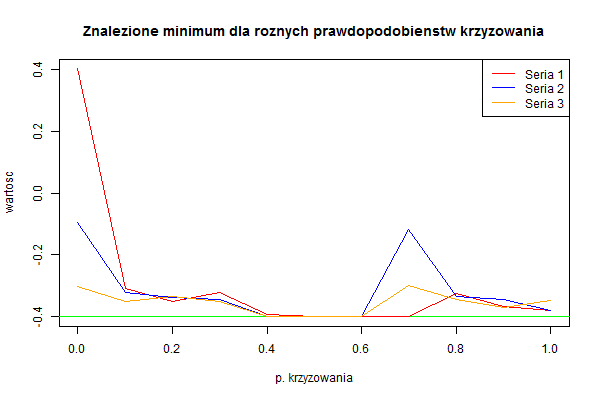 Znalezione minimum dla roznych prawdopodobienstw krzyzowania
Seria 1
Seria 2
Seria 3
wartosc
0.4
0.2
0.0
-0.2
-0.4
0.0 0.2 0.4 0.6 0.8 1.0
p. krzyzowania